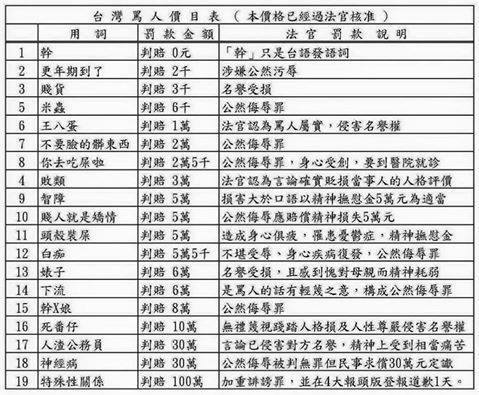 台灣罵人價目表（本價格已經過法官核准）
用詞 罰款金額 法官 罰款 說明
1 幹 判賠 0元 「幹」只是台語發語詞
2 更年期到了 判賠 2千 涉嫌公然污辱
3 賤貨 判賠 3千 名譽受損
5 米蟲 判賠 6千 公然侮辱罪
6 王八蛋 判賠 1萬 法官認為罵人屬實，侵害名譽權
7 不要臉的髒東西 判賠 2萬 公然侮辱罪
8 你去吃屎啦 判賠 2萬5千 公然侮辱罪，身心受創，要到醫院就診
4 敗類 判賠 3萬 法官認為言論確實貶損當事人的人格評價
9 智障 判賠 5萬 損害大於口語以精神撫慰金5萬元為適當
10 賤人就是矯情 判賠 5萬 公然侮辱應賠償精神損失5萬元
11 頭殼裝屎 判賠 5萬 造成身心俱疲，罹患憂鬱症，精神撫慰金
12 白痴 判賠 5萬5千 不堪受辱、身心疾病復發，公然侮辱罪
13 婊子 判賠 6萬 名譽受損，且感到愧對母親而精神耗弱
14 下流 判賠 6萬 是罵人的話有輕蔑之意，構成公然侮辱罪
15 幹X娘 判賠 8萬 公然侮辱罪
16 死番仔 判賠 10萬 無禮蔑視踐踏人格損及人性尊嚴侵害名譽權
17 人渣公務員 判賠 30萬 言論已侵害對方名譽，精神上受到相當痛苦
18 神經病 判賠 30萬 公然侮辱被判無罪但民事求償30萬元定讞
19 特殊性關係 判賠 100萬 加重誹謗罪，並在4大報頭版登報道歉1天。